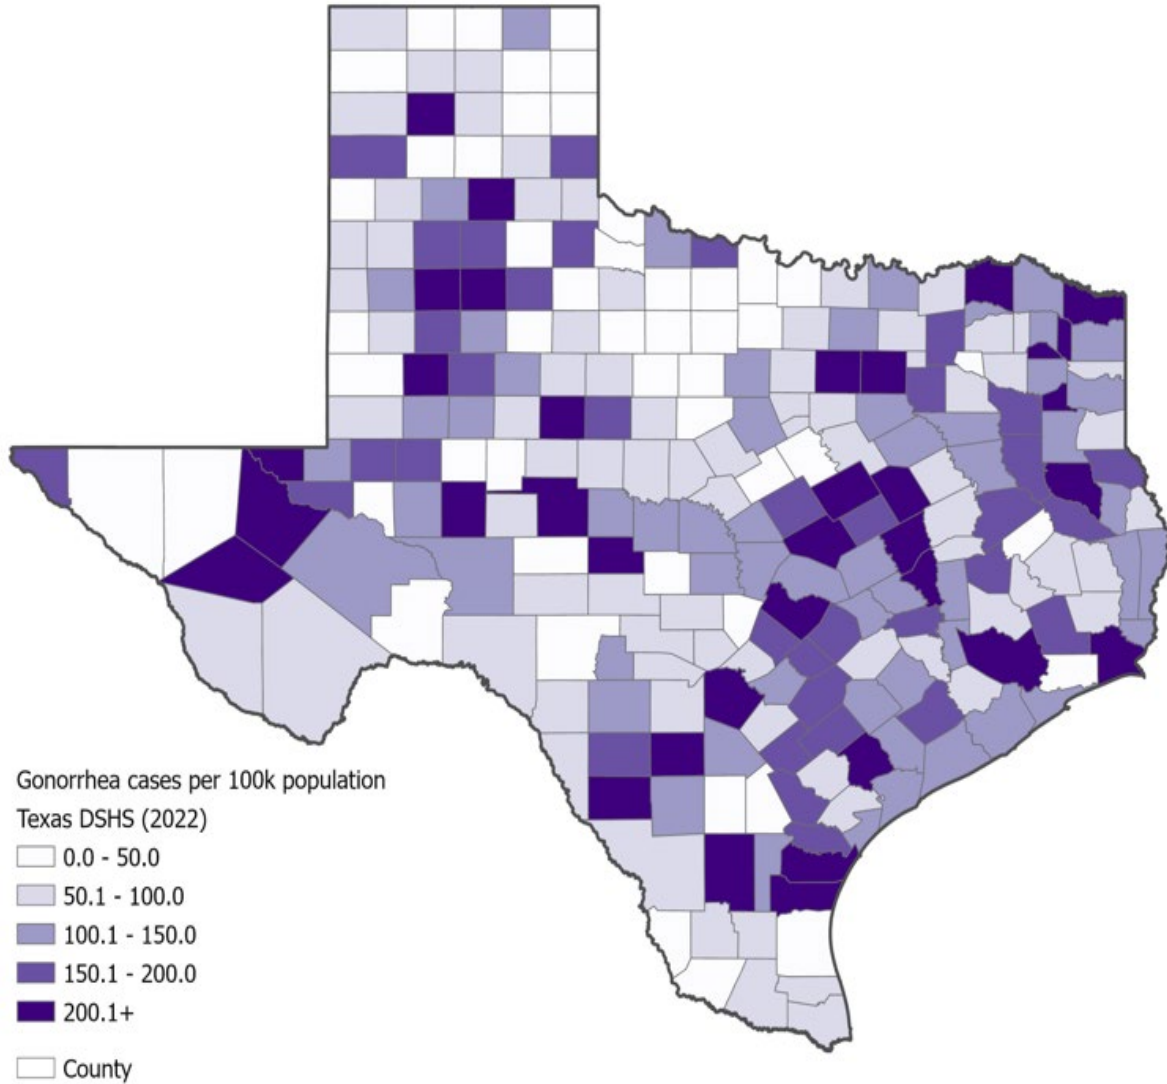 Gonorrhea cases per 100k population
Texas DSHS (2022)
0.0 - 50.0
50.1 - 100.0
100.1 - 150.0
150.1 - 200.0
200.1+
County